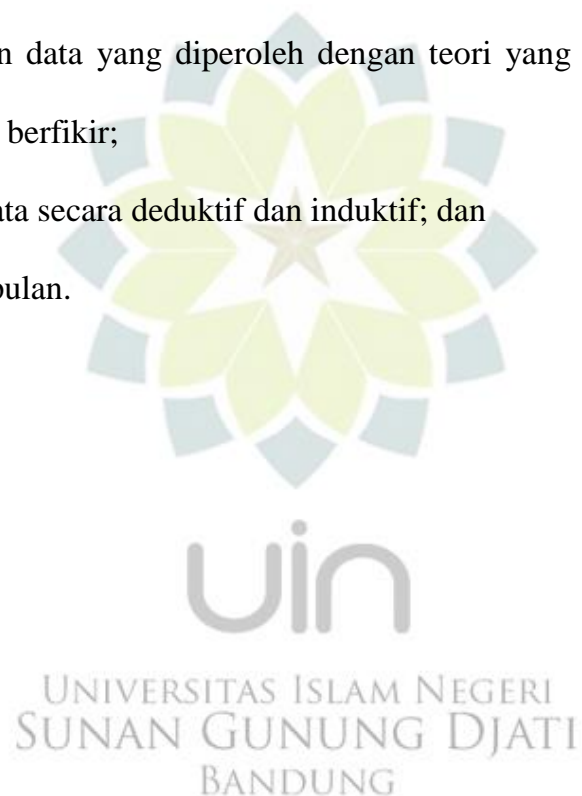 n data yang diperoleh dengan teori yang
berfikir;
ata secara deduktif dan induktif; dan
pulan.
uin
UNIVERSITAS ISLAM NEGERI
SUNAN GUNUNG DJATI
BANDUNG